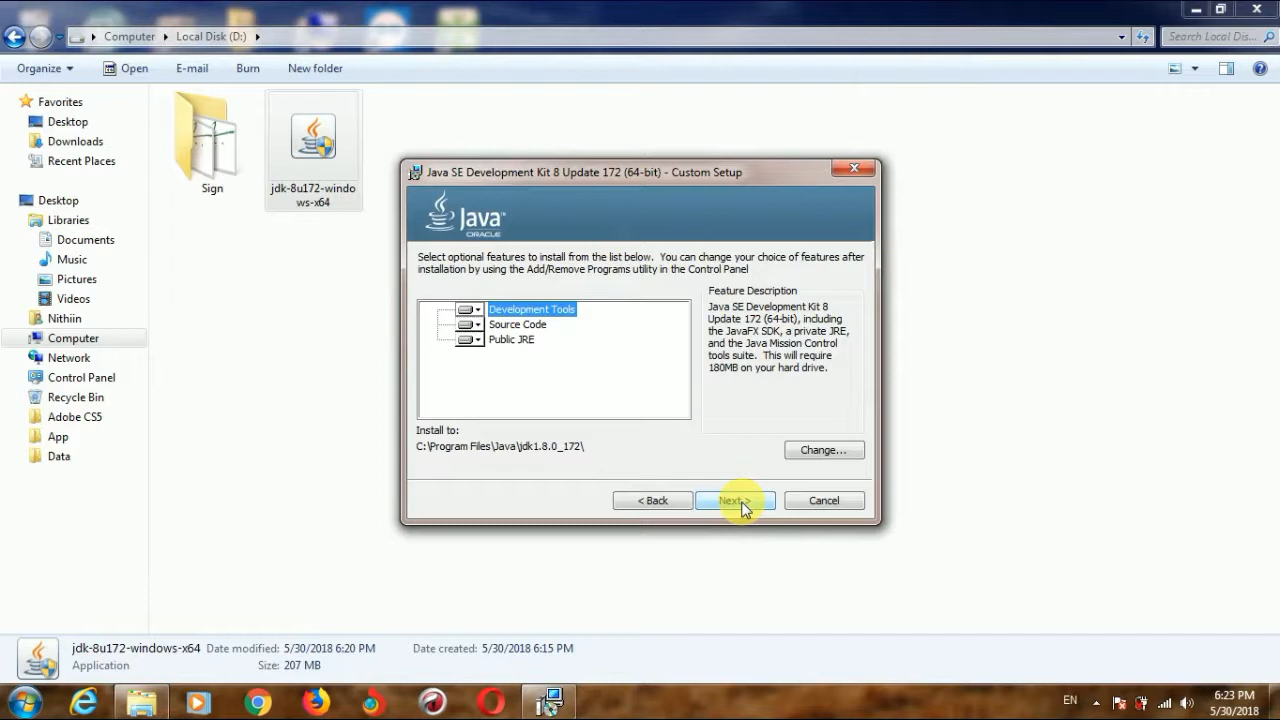 Computer
Local Disk (D:)
Search Local Dis...
Organize
Open
E-mail
Burn
New folder
Favorites
Desktop
Downloads
Recent Places
Desktop
Libraries
Documents
Music
Pictures
Videos
Nithiin
Computer
Network
Control Panel
Recycle Bin
Adobe CS5
App
Data
Sign
jdk-8u172-windo
ws-x64
Java SE Development Kit 8 Update 172 (64-bit) - Custom Setup
Java™
ORACLE
Select optional features to install from the list below. You can change your choice of features after
installation by using the Add/Remove Programs utility in the Control Panel
Development Tools
Source Code
Public JRE
Feature Description
Java SE Development Kit 8
Update 172 (64-bit), including
the JavaFX SDK, a private JRE,
and the Java Mission Control
tools suite. This will require
180MB on your hard drive.
Install to:
C:\Program Files\Java\jdk1.8.0_172\
Change...
< Back
Next >
Cancel
jdk-8u172-windows-x64
Date modified: 5/30/2018 6:20 PM
Date created: 5/30/2018 6:15 PM
Application
Size: 207 MB
EN
6:23 PM
5/30/2018